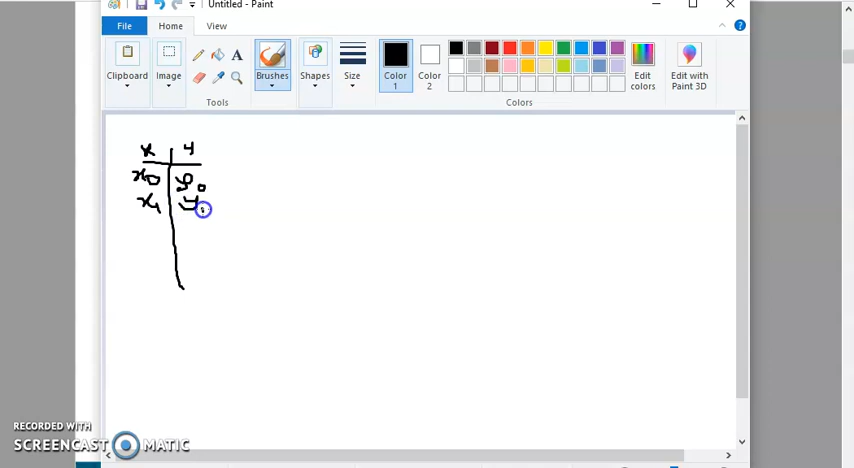 Untitled - Paint
File Home View
Clipboard Image Brushes Shapes Size Color 1 Color 2 Edit colors Edit with Paint 3D
Tools Colors
x y
x0 y0
x1 y
RECORDED WITH
SCREENCAST MATIC